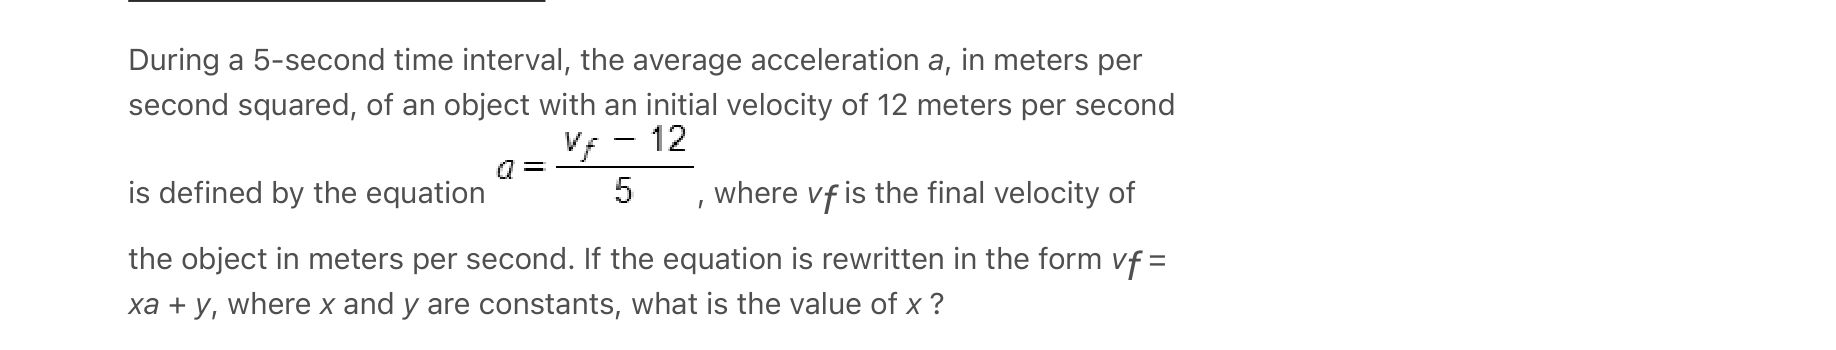 During a 5-second time interval, the average acceleration a, in meters per
second squared, of an object with an initial velocity of 12 meters per second
is defined by the equation a = (v_f − 12)/5, where vf is the final velocity of
the object in meters per second. If the equation is rewritten in the form vf =
xa + y, where x and y are constants, what is the value of x ?